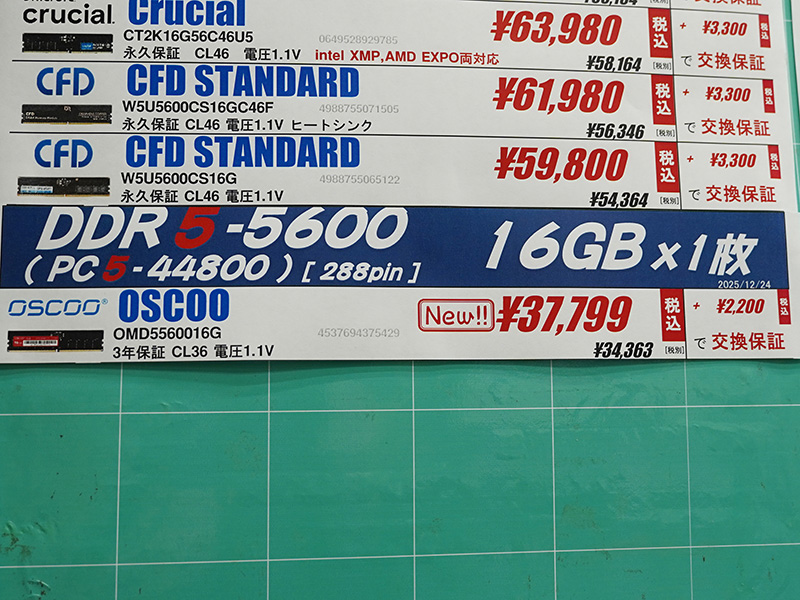 crucial Crucial
CT2K16G56C46U5 0649528929785
永久保証 CL46 電圧1.1V intel XMP,AMD EXPO両対応
¥63,980 税込 + ¥3,300 税込
¥58,164 [税別] で 交換保証
CFD CFD STANDARD
W5U5600CS16GC46F 4988755071505
永久保証 CL46 電圧1.1V ヒートシンク
¥61,980 税込 + ¥3,300 税込
¥56,346 [税別] で 交換保証
CFD CFD STANDARD
W5U5600CS16G 4988755065122
永久保証 CL46 電圧1.1V
¥59,800 税込 + ¥3,300 税込
¥54,364 [税別] で 交換保証
DDR5-5600 16GB x1枚
(PC5-44800) [288pin]
2025/12/24
OSCOO® OSCOO
OMD5560016G 4537694375429
3年保証 CL36 電圧1.1V
New!! ¥37,799 税込 + ¥2,200 税込
¥34,363 [税別] で 交換保証